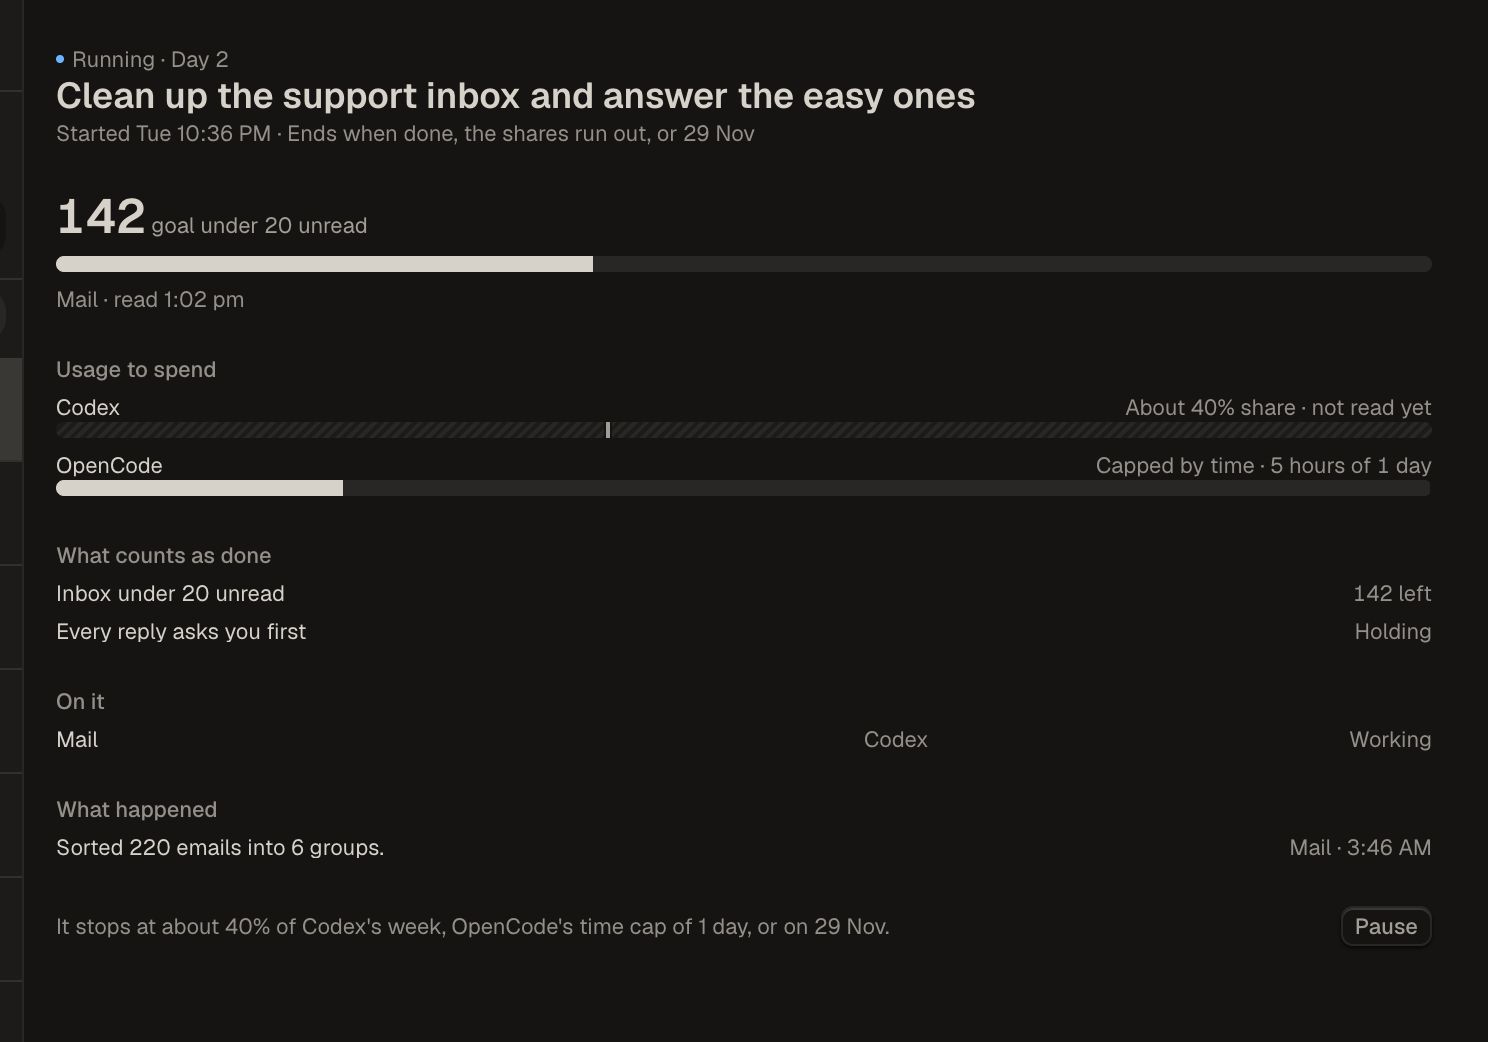 Running · Day 2
Clean up the support inbox and answer the easy ones
Started Tue 10:36 PM · Ends when done, the shares run out, or 29 Nov
142 goal under 20 unread
Mail · read 1:02 pm
Usage to spend
Codex About 40% share · not read yet
OpenCode Capped by time · 5 hours of 1 day
What counts as done
Inbox under 20 unread 142 left
Every reply asks you first Holding
On it
Mail Codex Working
What happened
Sorted 220 emails into 6 groups. Mail · 3:46 AM
It stops at about 40% of Codex's week, OpenCode's time cap of 1 day, or on 29 Nov. Pause